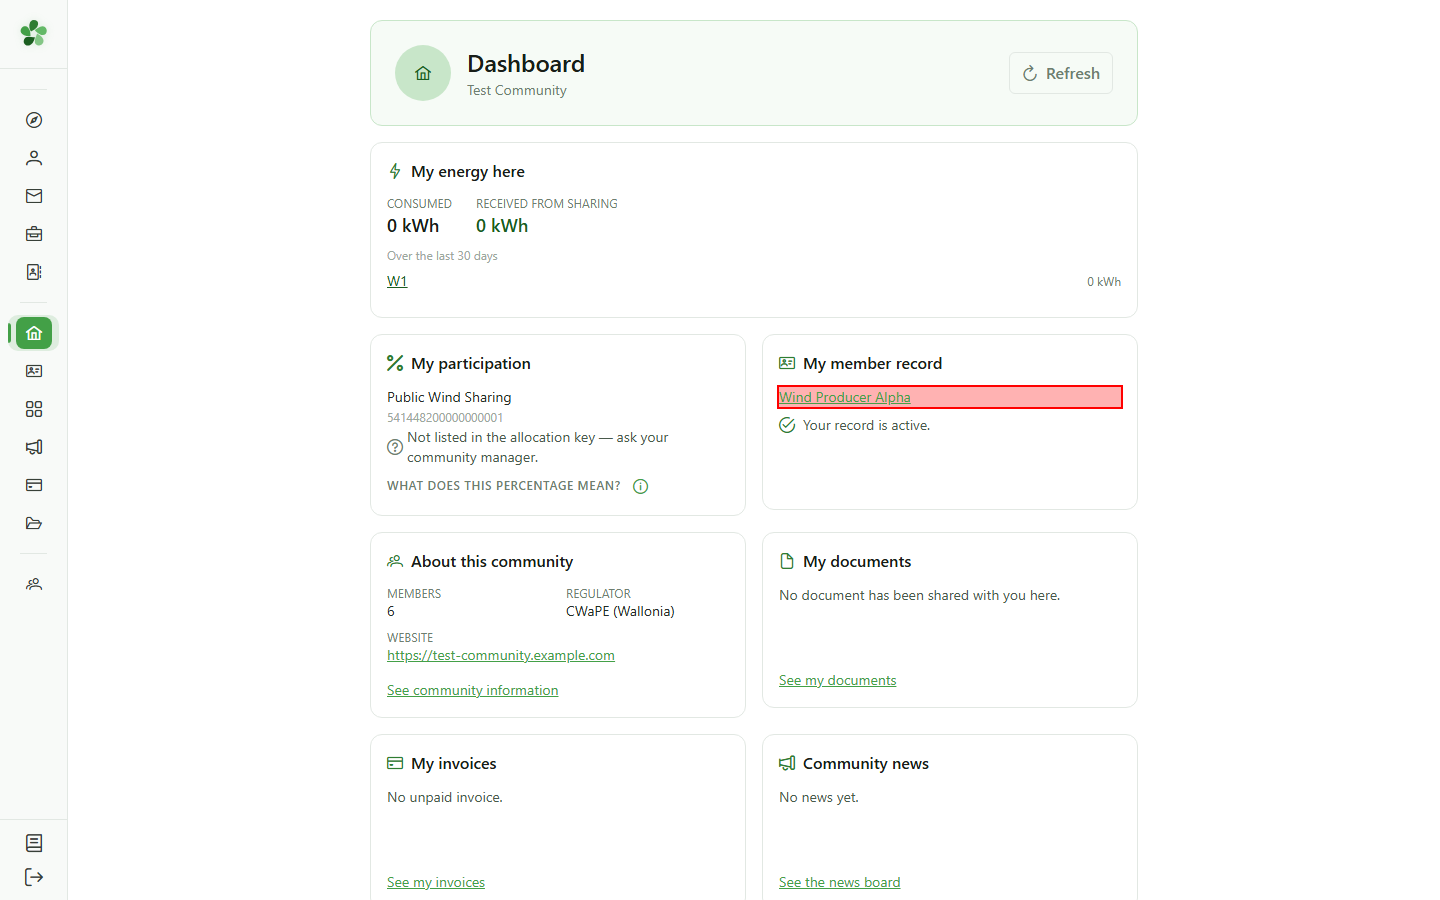 Dashboard
Test Community
Refresh
My energy here
CONSUMED
0 kWh
RECEIVED FROM SHARING
0 kWh
Over the last 30 days
W1
0 kWh
My participation
Public Wind Sharing
541448200000000001
Not listed in the allocation key — ask your
community manager.
WHAT DOES THIS PERCENTAGE MEAN?
My member record
Wind Producer Alpha
Your record is active.
About this community
MEMBERS
6
REGULATOR
CWaPE (Wallonia)
WEBSITE
https://test-community.example.com
See community information
My documents
No document has been shared with you here.
See my documents
My invoices
No unpaid invoice.
See my invoices
Community news
No news yet.
See the news board